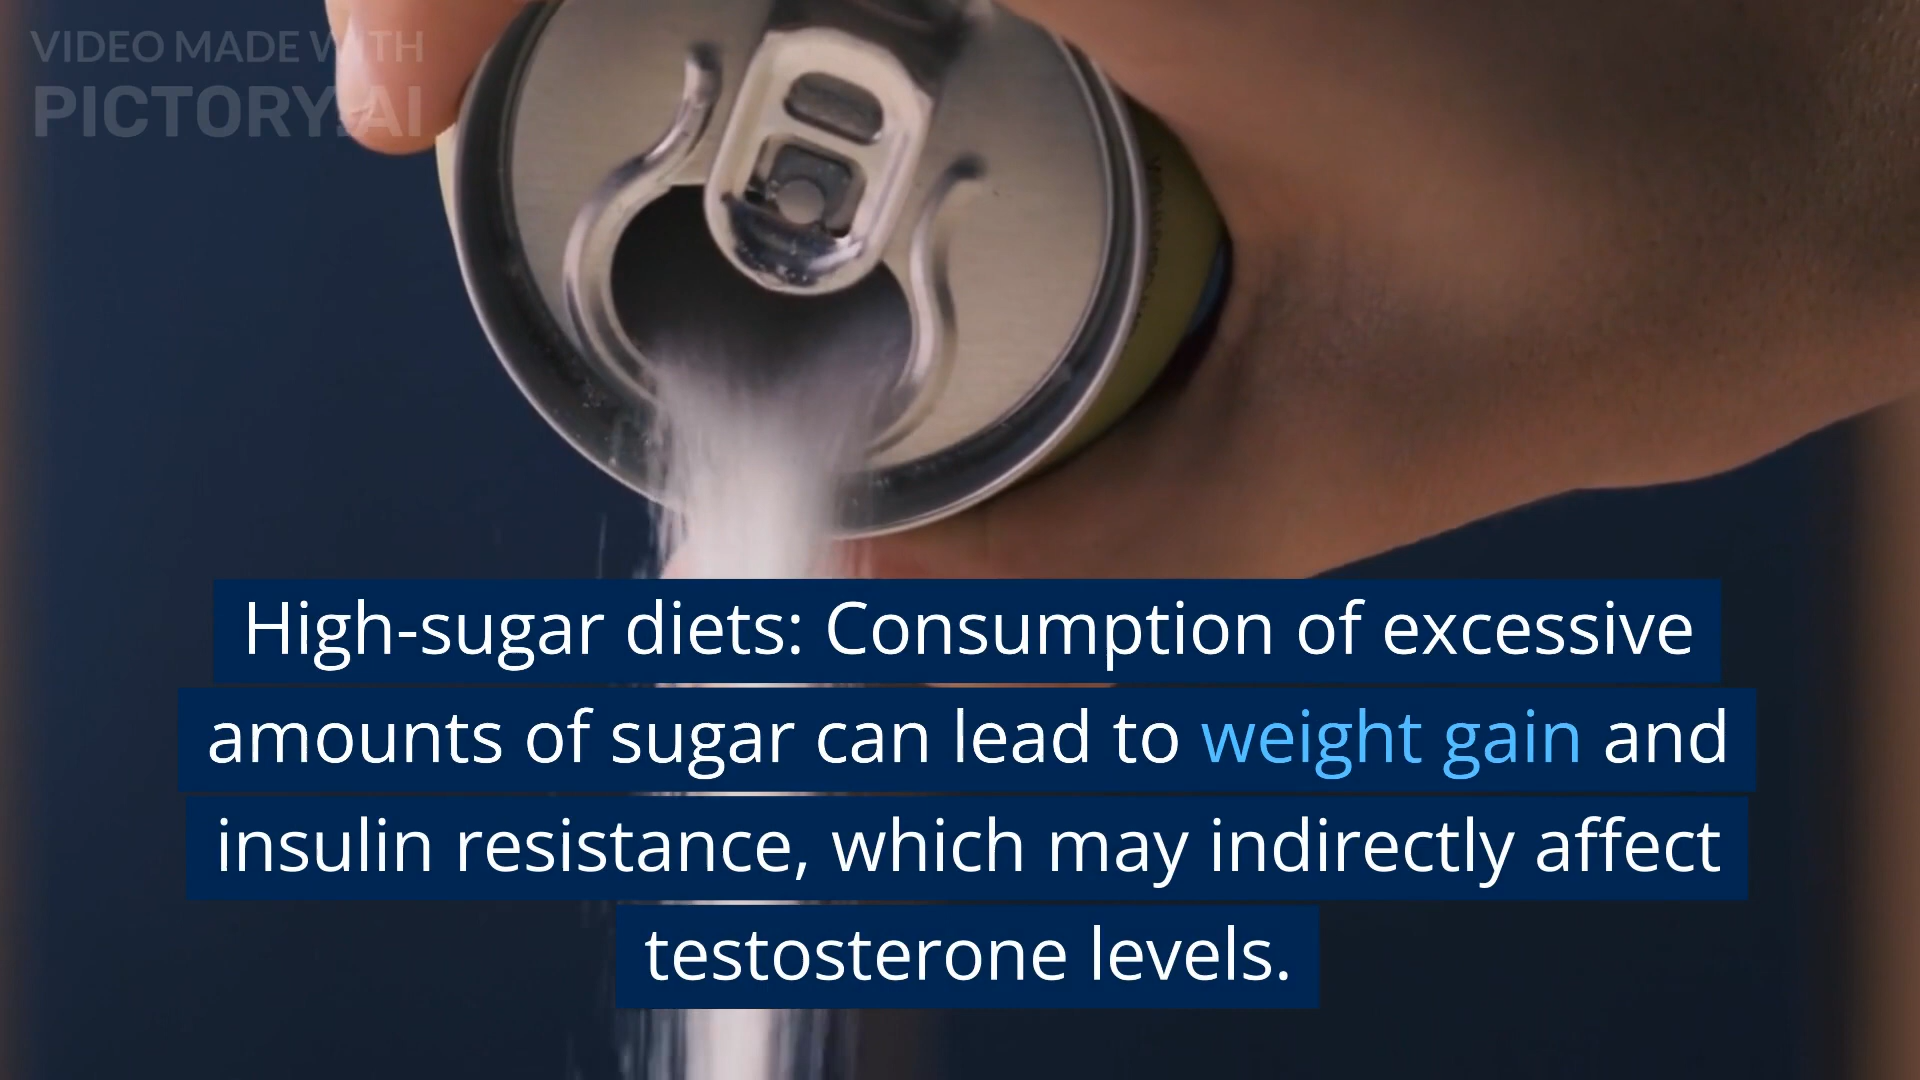 VIDEO MADE WITH
PICTORY.AI
High-sugar diets: Consumption of excessive
amounts of sugar can lead to weight gain and
insulin resistance, which may indirectly affect
testosterone levels.